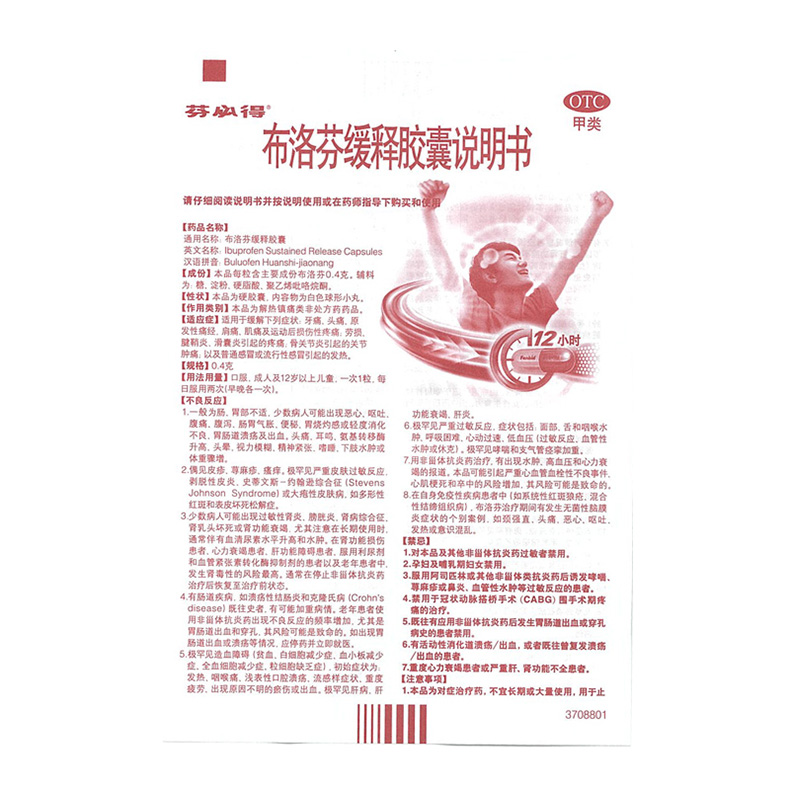 芬必得®
OTC
甲类
布洛芬缓释胶囊说明书
请仔细阅读说明书并按说明使用或在药师指导下购买和使用
【药品名称】
通用名称：布洛芬缓释胶囊
英文名称：Ibuprofen Sustained Release Capsules
汉语拼音：Buluofen Huanshi-jiaonang
【成份】本品每粒含主要成份布洛芬0.4克。辅料
为：糖，淀粉，硬脂酸，聚乙烯吡咯烷酮。
【性状】本品为硬胶囊，内容物为白色球形小丸。
【作用类别】本品为解热镇痛类非处方药药品。
【适应症】适用于缓解下列症状：牙痛，头痛，原
发性痛经，肩痛，肌痛及运动后损伤性疼痛，劳损，
腱鞘炎，滑囊炎引起的疼痛，骨关节炎引起的关节
肿痛，以及普通感冒或流行性感冒引起的发热。
【规格】0.4克
【用法用量】口服，成人及12岁以上儿童，一次1粒，每
日服用两次(早晚各一次)。
【不良反应】
1.一般为肠、胃部不适，少数病人可能出现恶心，呕吐，
腹痛，腹泻，肠胃气胀，便秘，胃烧灼感或轻度消化
不良，胃肠道溃疡及出血。头痛，耳鸣，氨基转移酶
升高，头晕，视力模糊，精神紧张，嗜睡，下肢水肿或
体重骤增。
2.偶见皮疹，荨麻疹，瘙痒，极罕见严重皮肤过敏反应，
剥脱性皮炎，史蒂文斯－约翰逊综合征(Stevens
Johnson Syndrome)或大疱性皮肤病，如多形性
红斑和表皮坏死松解症。
3.少数病人可能出现过敏性肾炎，膀胱炎，肾病综合征，
肾乳头坏死或肾功能衰竭，尤其注意在长期使用时，
通常伴有血清尿素水平升高和水肿。在肾功能损伤
患者，心力衰竭患者，肝功能障碍患者，服用利尿剂
和血管紧张素转化酶抑制剂的患者以及老年患者中，
发生肾毒性的风险最高。通常在停止非甾体抗炎药
治疗后恢复至治疗前状态。
4.有肠道疾病，如溃疡性结肠炎和克隆氏病(Crohn's
disease)既往史者，有可能加重病情。老年患者使
用非甾体抗炎药出现不良反应的频率增加，尤其是
胃肠道出血和穿孔，其风险可能是致命的。如出现胃
肠道出血或溃疡等情况，应停药并立即就医。
5.极罕见造血障碍(贫血，白细胞减少症，血小板减少
症，全血细胞减少症，粒细胞缺乏症)，初始症状为：
发热，咽喉痛，浅表性口腔溃疡，流感样症状，重度
疲劳，出现原因不明的瘀伤或出血。极罕见肝病，肝
12小时
Fenbid
功能衰竭，肝炎。
6.极罕见严重过敏反应，症状包括：面部，舌和咽喉水
肿，呼吸困难，心动过速，低血压(过敏反应，血管性
水肿或休克)。极罕见哮喘和支气管痉挛加重。
7.用非甾体抗炎药治疗，有出现水肿，高血压和心力衰
竭的报道。本品可能引起严重心血管血栓性不良事件，
心肌梗死和卒中的风险增加，其风险可能是致命的。
8.在自身免疫性疾病患者中(如系统性红斑狼疮，混合
性结缔组织病)，布洛芬治疗期间有发生无菌性脑膜
炎症状的个别案例，如颈强直，头痛，恶心，呕吐，
发热或意识混乱。
【禁忌】
1.对本品及其他非甾体抗炎药过敏者禁用。
2.孕妇及哺乳期妇女禁用。
3.服用阿司匹林或其他非甾体类抗炎药后诱发哮喘，
荨麻疹或鼻炎，血管性水肿等过敏反应的患者。
4.禁用于冠状动脉搭桥手术(CABG)围手术期疼
痛的治疗。
5.既往有应用非甾体抗炎药后发生胃肠道出血或穿孔
病史的患者禁用。
6.有活动性消化道溃疡/出血，或者既往曾复发溃疡
/出血的患者。
7.重度心力衰竭患者或严重肝，肾功能不全患者。
【注意事项】
1.本品为对症治疗药，不宜长期或大量使用，用于止
3708801